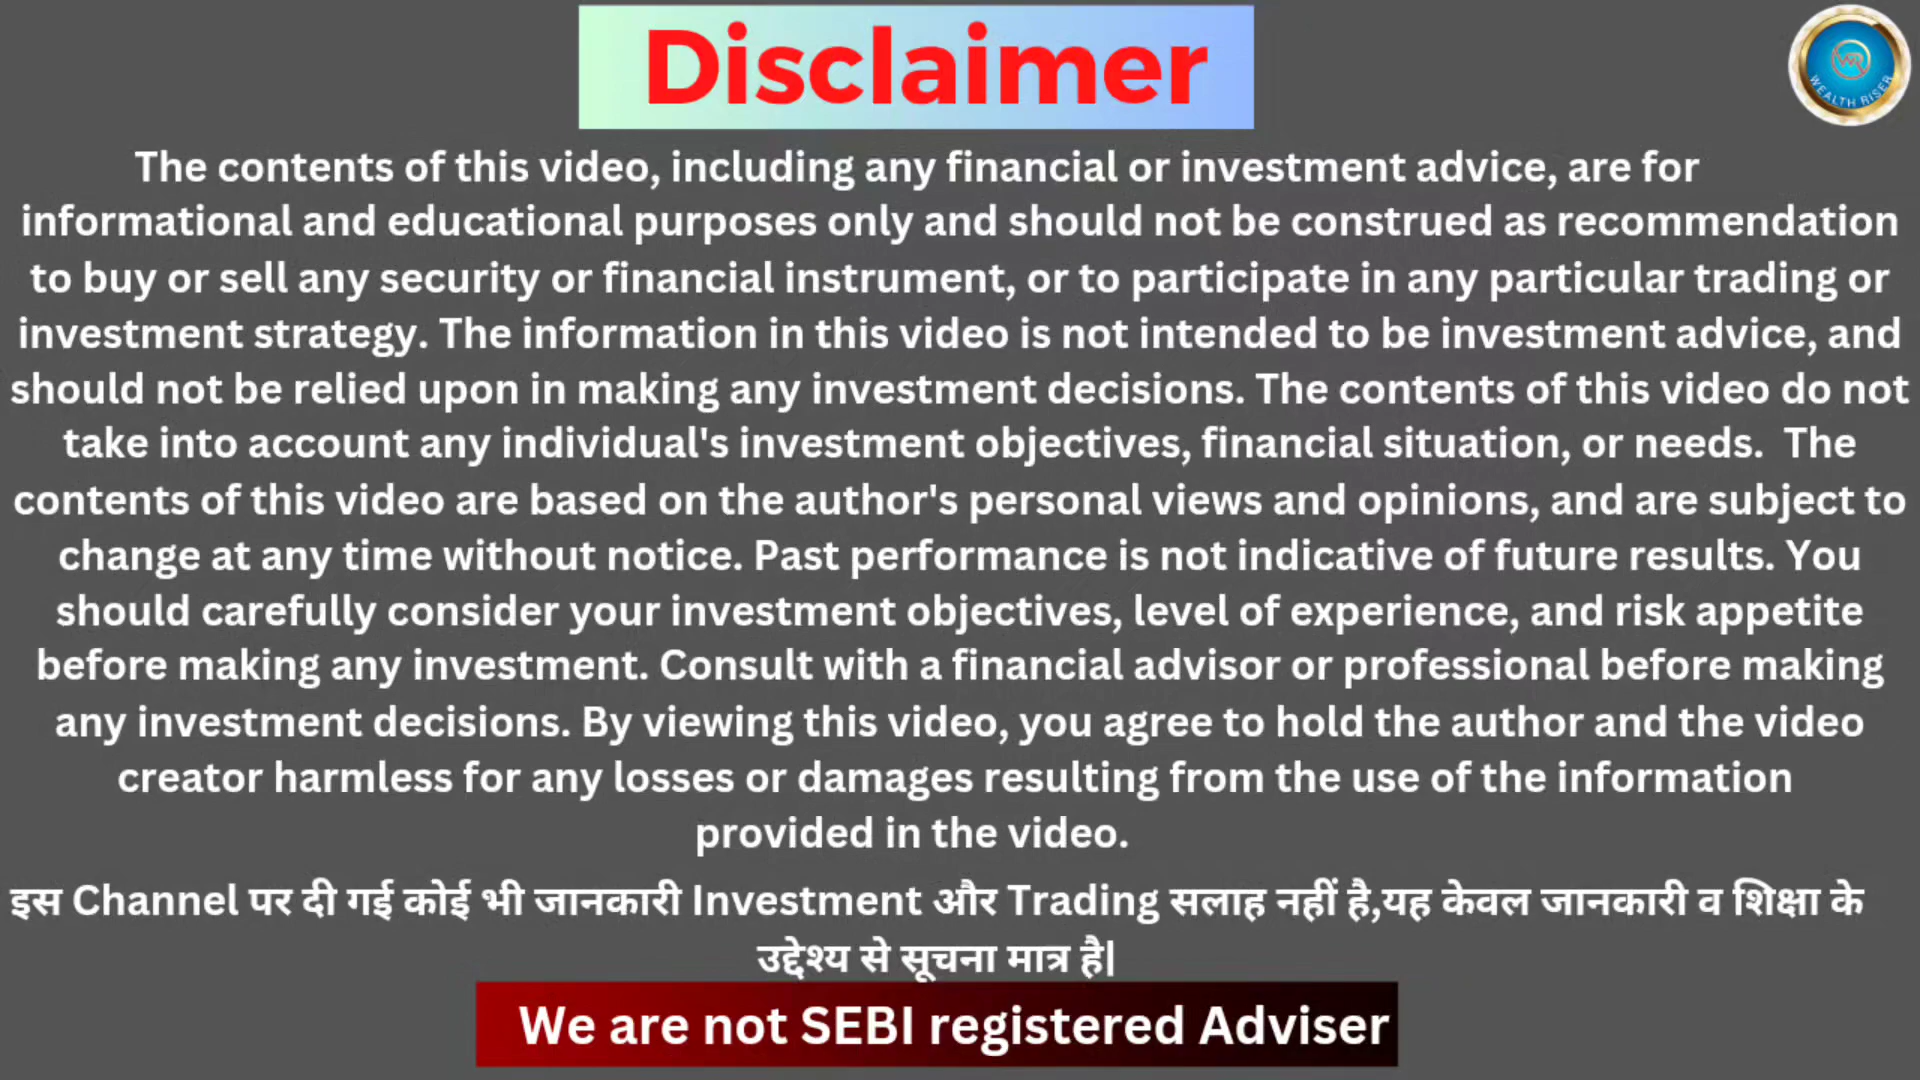 Disclaimer
WR
WEALTH RISER
The contents of this video, including any financial or investment advice, are for
informational and educational purposes only and should not be construed as recommendation
to buy or sell any security or financial instrument, or to participate in any particular trading or
investment strategy. The information in this video is not intended to be investment advice, and
should not be relied upon in making any investment decisions. The contents of this video do not
take into account any individual's investment objectives, financial situation, or needs. The
contents of this video are based on the author's personal views and opinions, and are subject to
change at any time without notice. Past performance is not indicative of future results. You
should carefully consider your investment objectives, level of experience, and risk appetite
before making any investment. Consult with a financial advisor or professional before making
any investment decisions. By viewing this video, you agree to hold the author and the video
creator harmless for any losses or damages resulting from the use of the information
provided in the video.
इस Channel पर दी गई कोई भी जानकारी Investment और Trading सलाह नहीं है,यह केवल जानकारी व शिक्षा के
उद्देश्य से सूचना मात्र है|
We are not SEBI registered Adviser